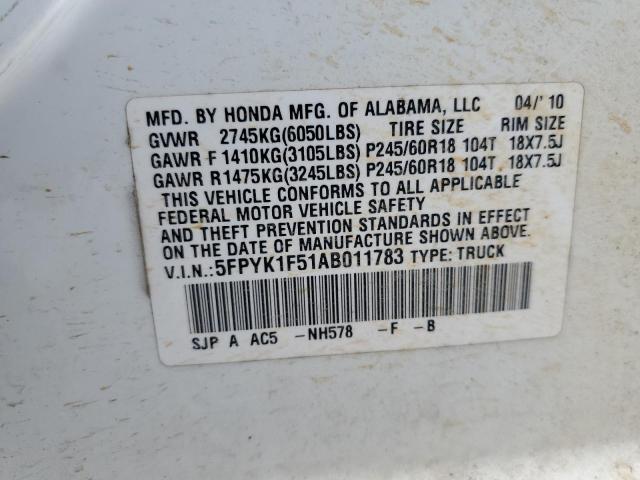 MFD. BY HONDA MFG. OF ALABAMA, LLC 04/'10
GVWR 2745KG(6050LBS) TIRE SIZE RIM SIZE
GAWR F 1410KG(3105LBS) P245/60R18 104T 18X7.5J
GAWR R1475KG(3245LBS) P245/60R18 104T 18X7.5J
THIS VEHICLE CONFORMS TO ALL APPLICABLE
FEDERAL MOTOR VEHICLE SAFETY
AND THEFT PREVENTION STANDARDS IN EFFECT
ON THE DATE OF MANUFACTURE SHOWN ABOVE.
V.I.N.:5FPYK1F51AB011783 TYPE: TRUCK
SJP A AC5 -NH578 -F -B